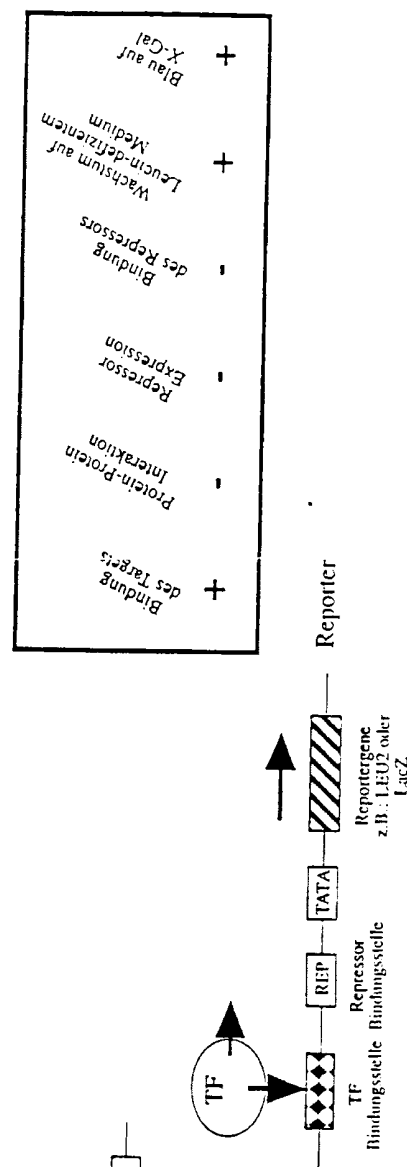 Bindung
des Targets
Protein-Protein
Interaktion
Repressor
Expression
Bindung
des Repressors
Wachstum auf
Leucin-defizientem
Medium
Blau auf
X-Gal
+ - - - + +
TF
REP
TATA
TF
Bindungsstelle
Repressor
Bindungsstelle
Reportergene
z.B.: LEU2 oder
LacZ
Reporter